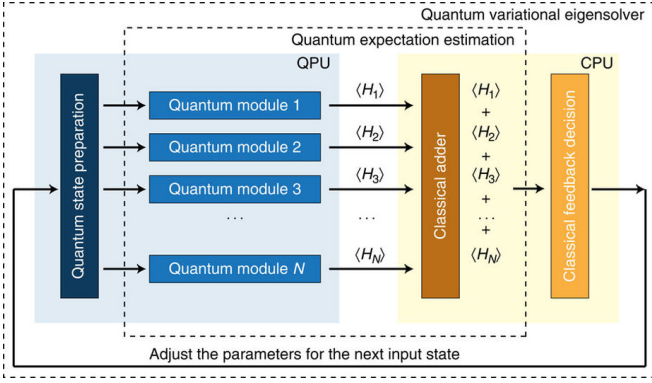 Quantum variational eigensolver
Quantum expectation estimation
QPU
CPU
Quantum state preparation
Quantum module 1
Quantum module 2
Quantum module 3
...
Quantum module N
⟨H₁⟩
⟨H₂⟩
⟨H₃⟩
...
⟨H_N⟩
Classical adder
⟨H₁⟩
+
⟨H₂⟩
+
⟨H₃⟩
+
...
+
⟨H_N⟩
Classical feedback decision
Adjust the parameters for the next input state